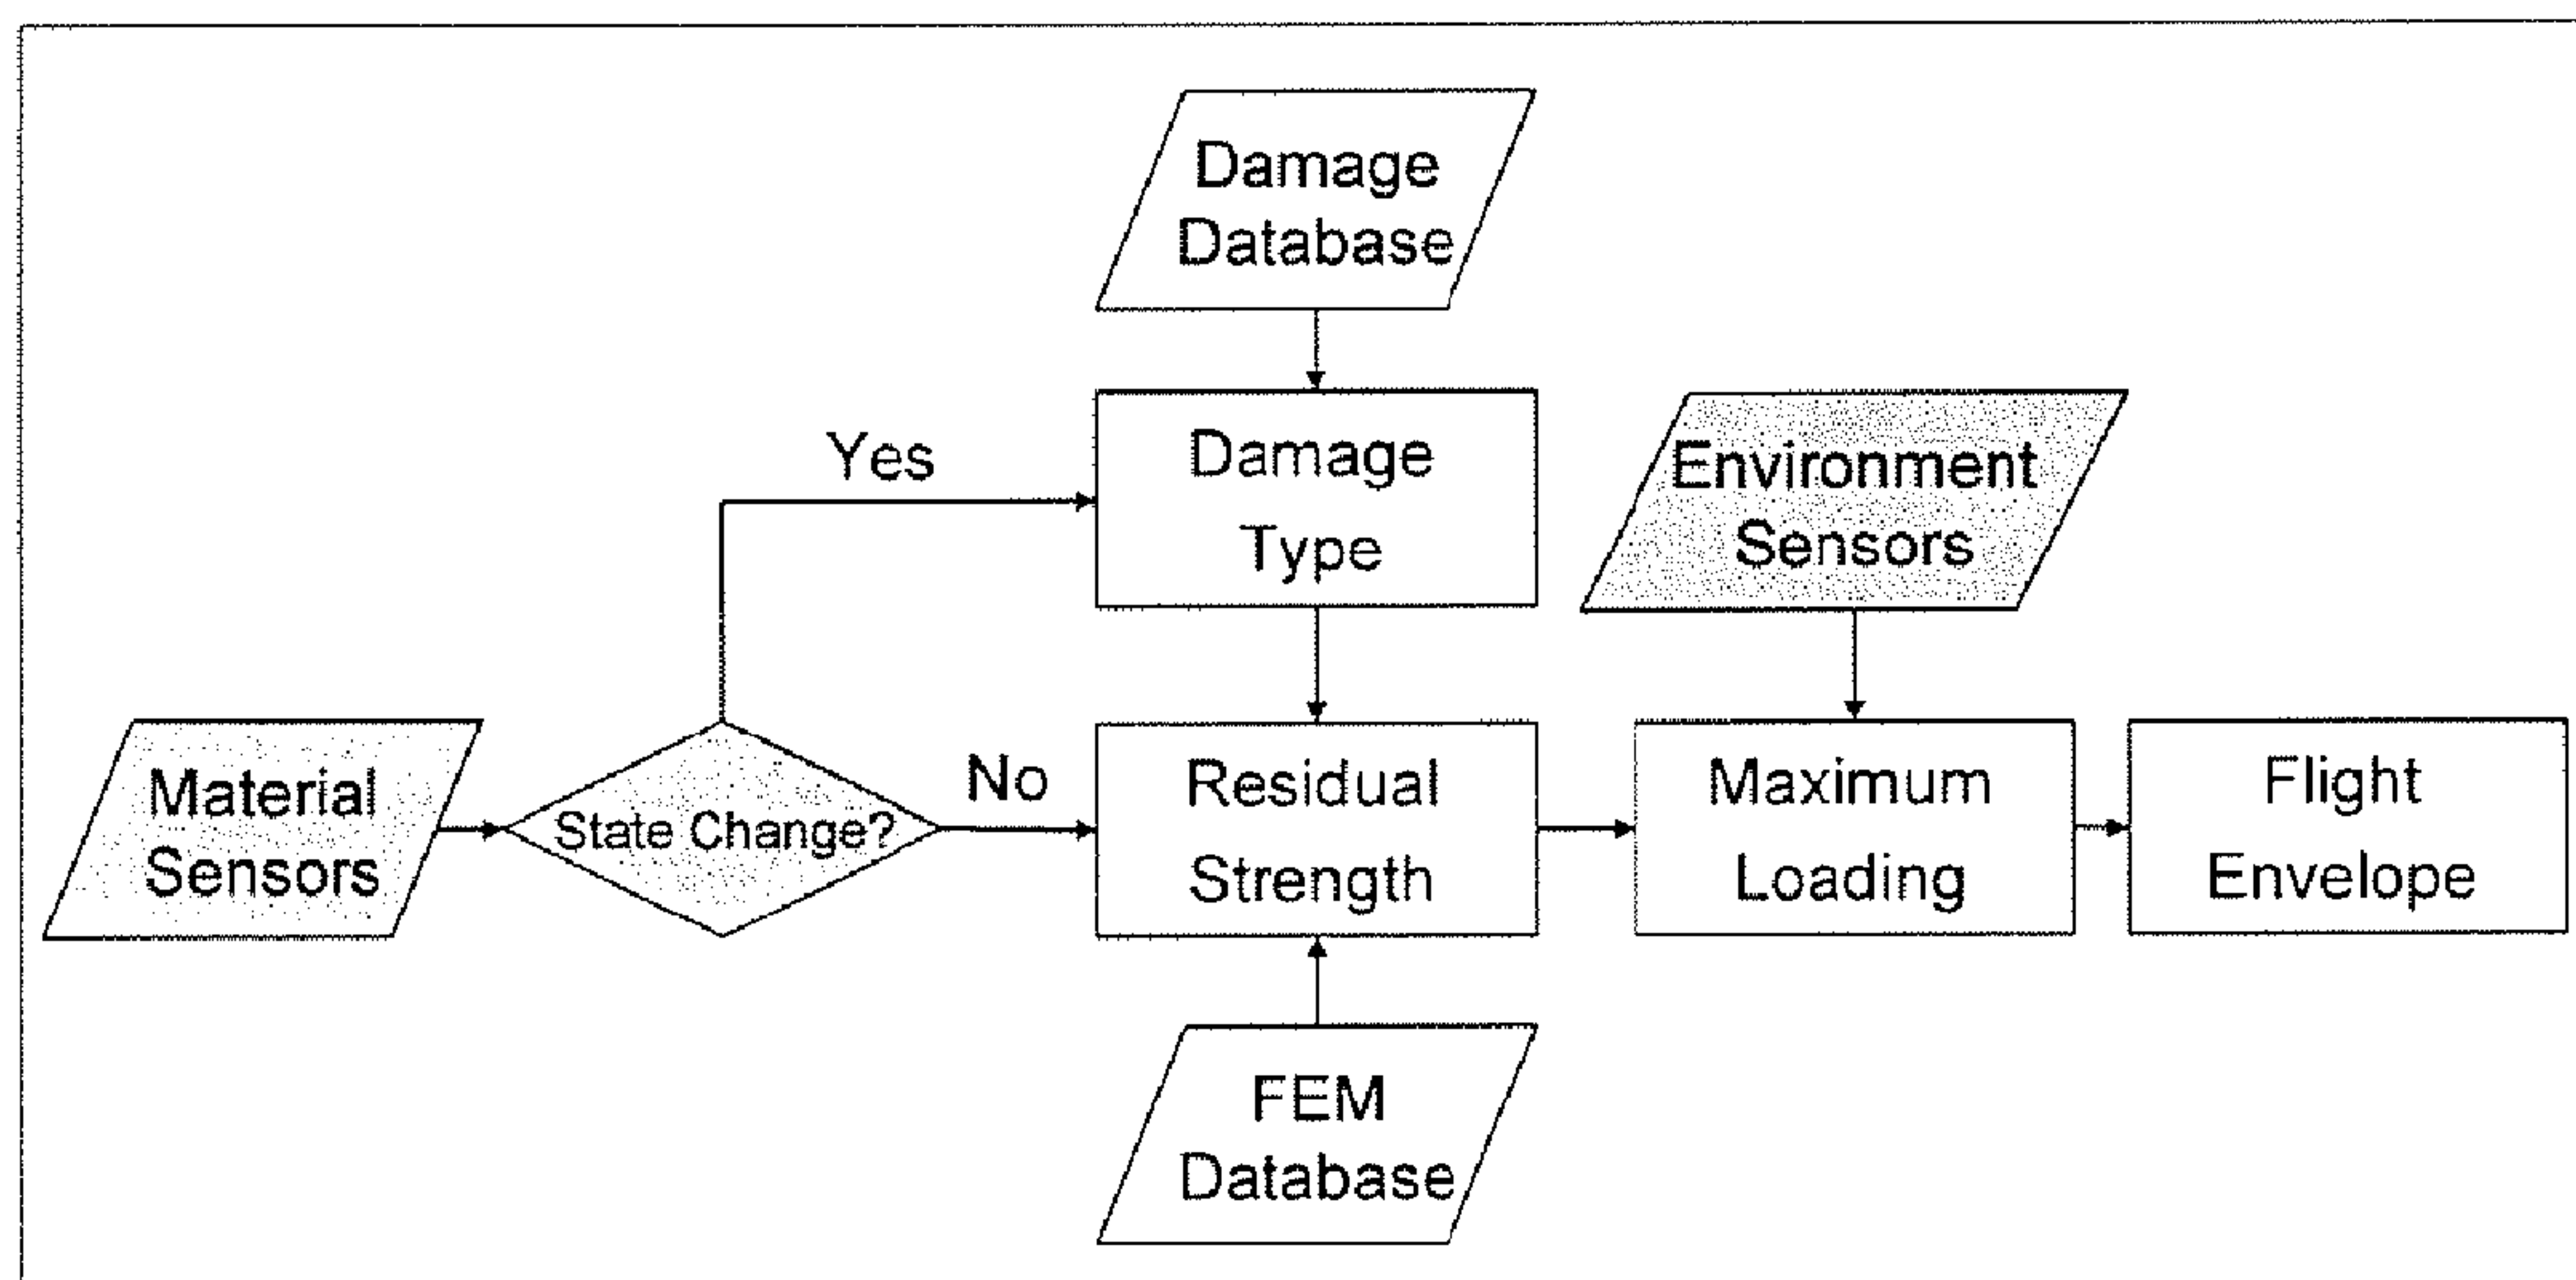 Damage
Database
Yes
Damage
Type
Environment
Sensors
Material
Sensors
State Change?
No
Residual
Strength
Maximum
Loading
Flight
Envelope
FEM
Database